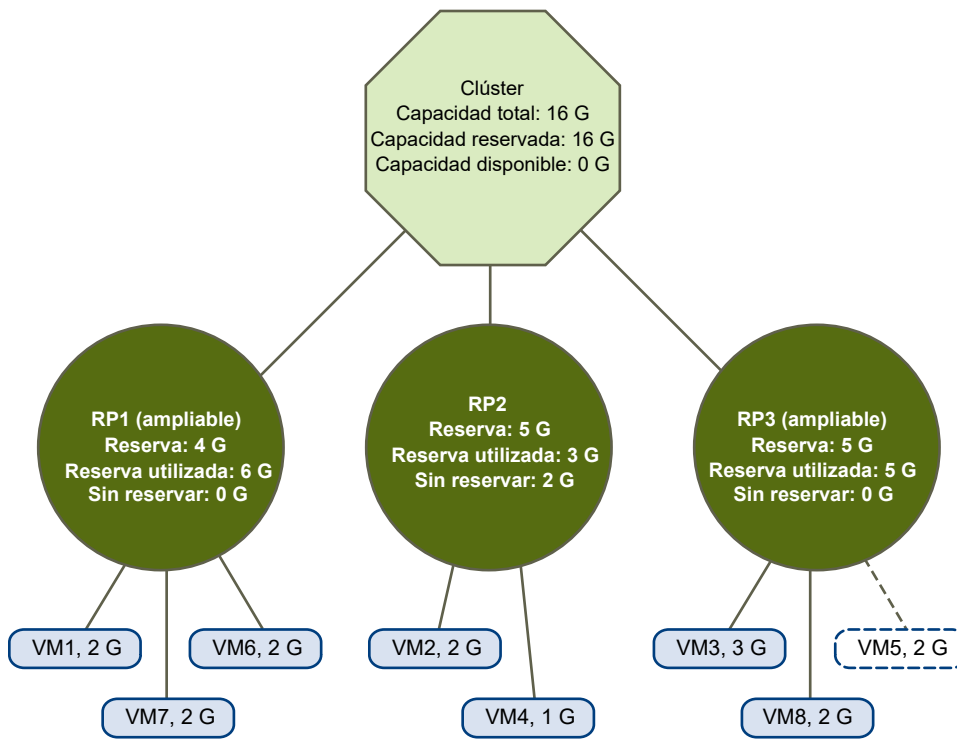 Clúster
Capacidad total: 16 G
Capacidad reservada: 16 G
Capacidad disponible: 0 G
RP1 (ampliable)
Reserva: 4 G
Reserva utilizada: 6 G
Sin reservar: 0 G
RP2
Reserva: 5 G
Reserva utilizada: 3 G
Sin reservar: 2 G
RP3 (ampliable)
Reserva: 5 G
Reserva utilizada: 5 G
Sin reservar: 0 G
VM1, 2 G
VM6, 2 G
VM2, 2 G
VM3, 3 G
VM5, 2 G
VM7, 2 G
VM4, 1 G
VM8, 2 G